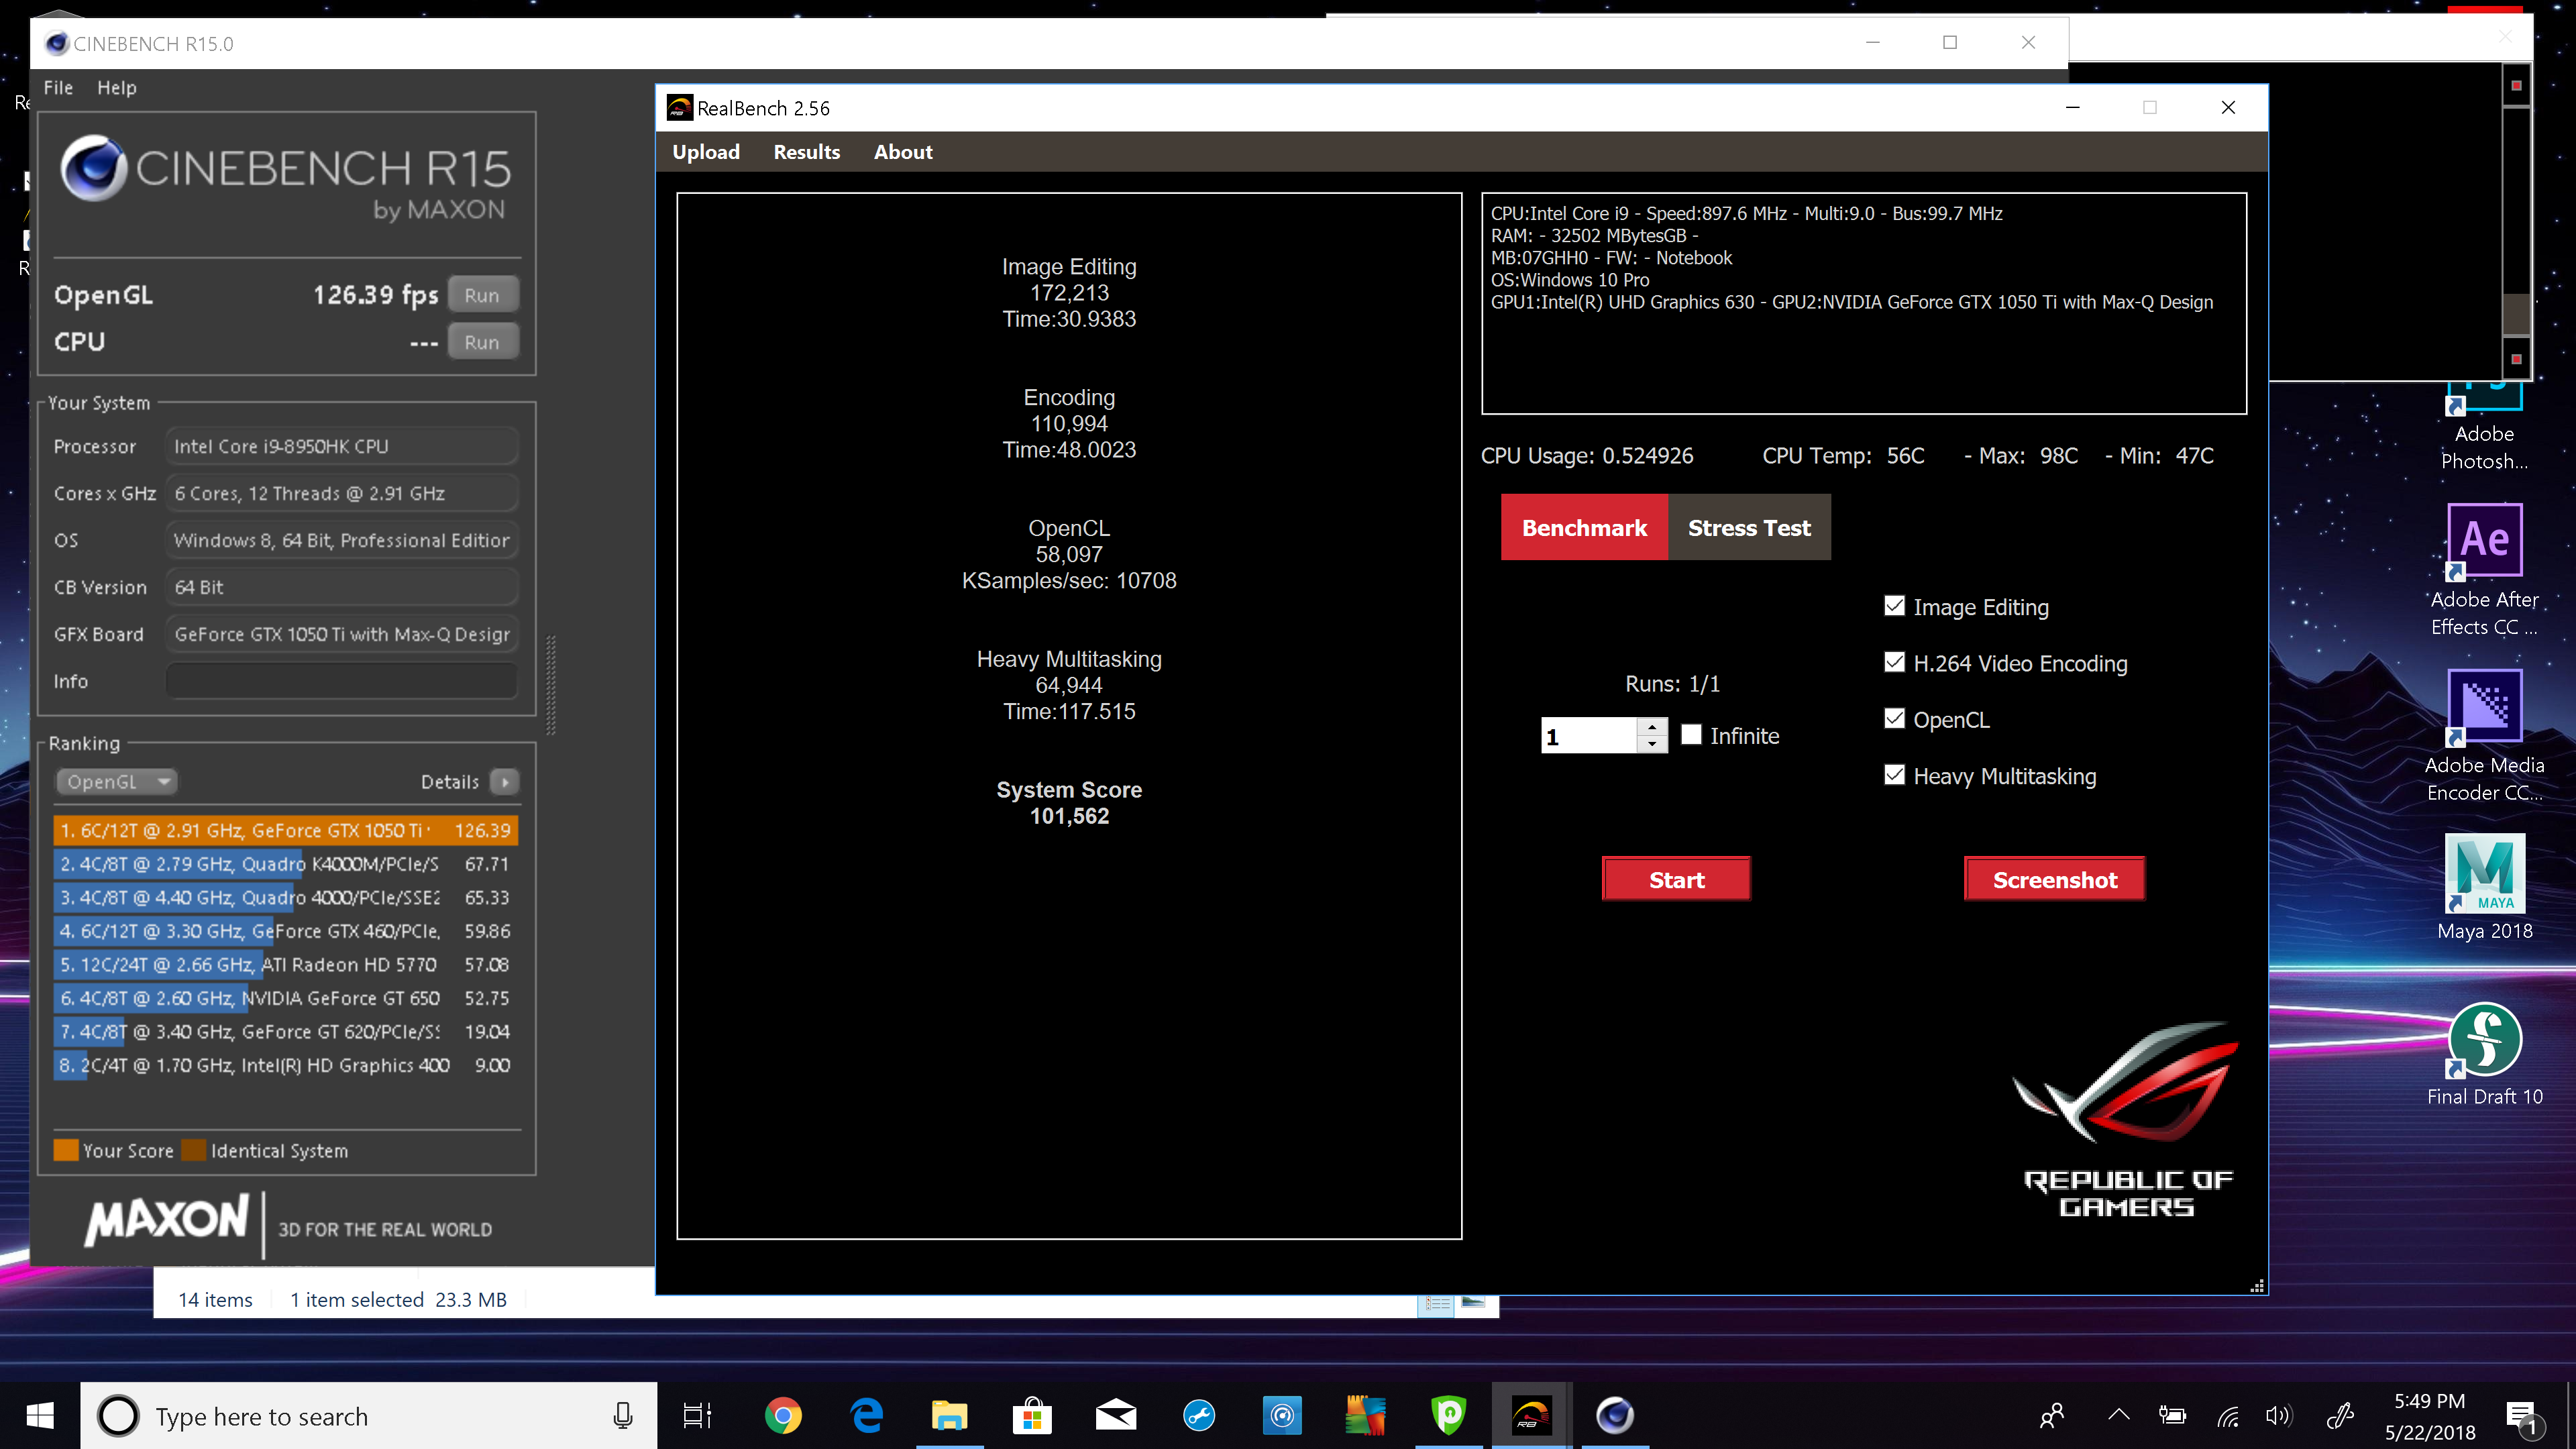 CINEBENCH R15.0
File Help
CINEBENCH R15
by MAXON
OpenGL 126.39 fps Run
CPU --- Run
Your System
Processor Intel Core i9-8950HK CPU
Cores x GHz 6 Cores, 12 Threads @ 2.91 GHz
OS Windows 8, 64 Bit, Professional Edition
CB Version 64 Bit
GFX Board GeForce GTX 1050 Ti with Max-Q Design
Info
Ranking
OpenGL Details
1. 6C/12T @ 2.91 GHz, GeForce GTX 1050 Ti 126.39
2. 4C/8T @ 2.79 GHz, Quadro K4000M/PCIe/S 67.71
3. 4C/8T @ 4.40 GHz, Quadro 4000/PCIe/SSE2 65.33
4. 6C/12T @ 3.30 GHz, GeForce GTX 460/PCIe, 59.86
5. 12C/24T @ 2.66 GHz, ATI Radeon HD 5770 57.08
6. 4C/8T @ 2.60 GHz, NVIDIA GeForce GT 650 52.75
7. 4C/8T @ 3.40 GHz, GeForce GT 620/PCIe/SS 19.04
8. 2C/4T @ 1.70 GHz, Intel(R) HD Graphics 400 9.00
Your Score Identical System
MAXON 3D FOR THE REAL WORLD
14 items 1 item selected 23.3 MB
RealBench 2.56
Upload Results About
Image Editing
172,213
Time:30.9383
Encoding
110,994
Time:48.0023
OpenCL
58,097
KSamples/sec: 10708
Heavy Multitasking
64,944
Time:117.515
System Score
101,562
CPU:Intel Core i9 - Speed:897.6 MHz - Multi:9.0 - Bus:99.7 MHz
RAM: - 32502 MBytesGB -
MB:07GHH0 - FW: - Notebook
OS:Windows 10 Pro
GPU1:Intel(R) UHD Graphics 630 - GPU2:NVIDIA GeForce GTX 1050 Ti with Max-Q Design
CPU Usage: 0.524926 CPU Temp: 56C - Max: 98C - Min: 47C
Benchmark Stress Test
Image Editing
H.264 Video Encoding
OpenCL
Heavy Multitasking
Runs: 1/1
1 Infinite
Start Screenshot
REPUBLIC OF
GAMERS
Adobe
Photosh...
Ae
Adobe After
Effects CC ...
Adobe Media
Encoder CC...
MAYA
Maya 2018
Final Draft 10
Type here to search
RB
5:49 PM
5/22/2018
1